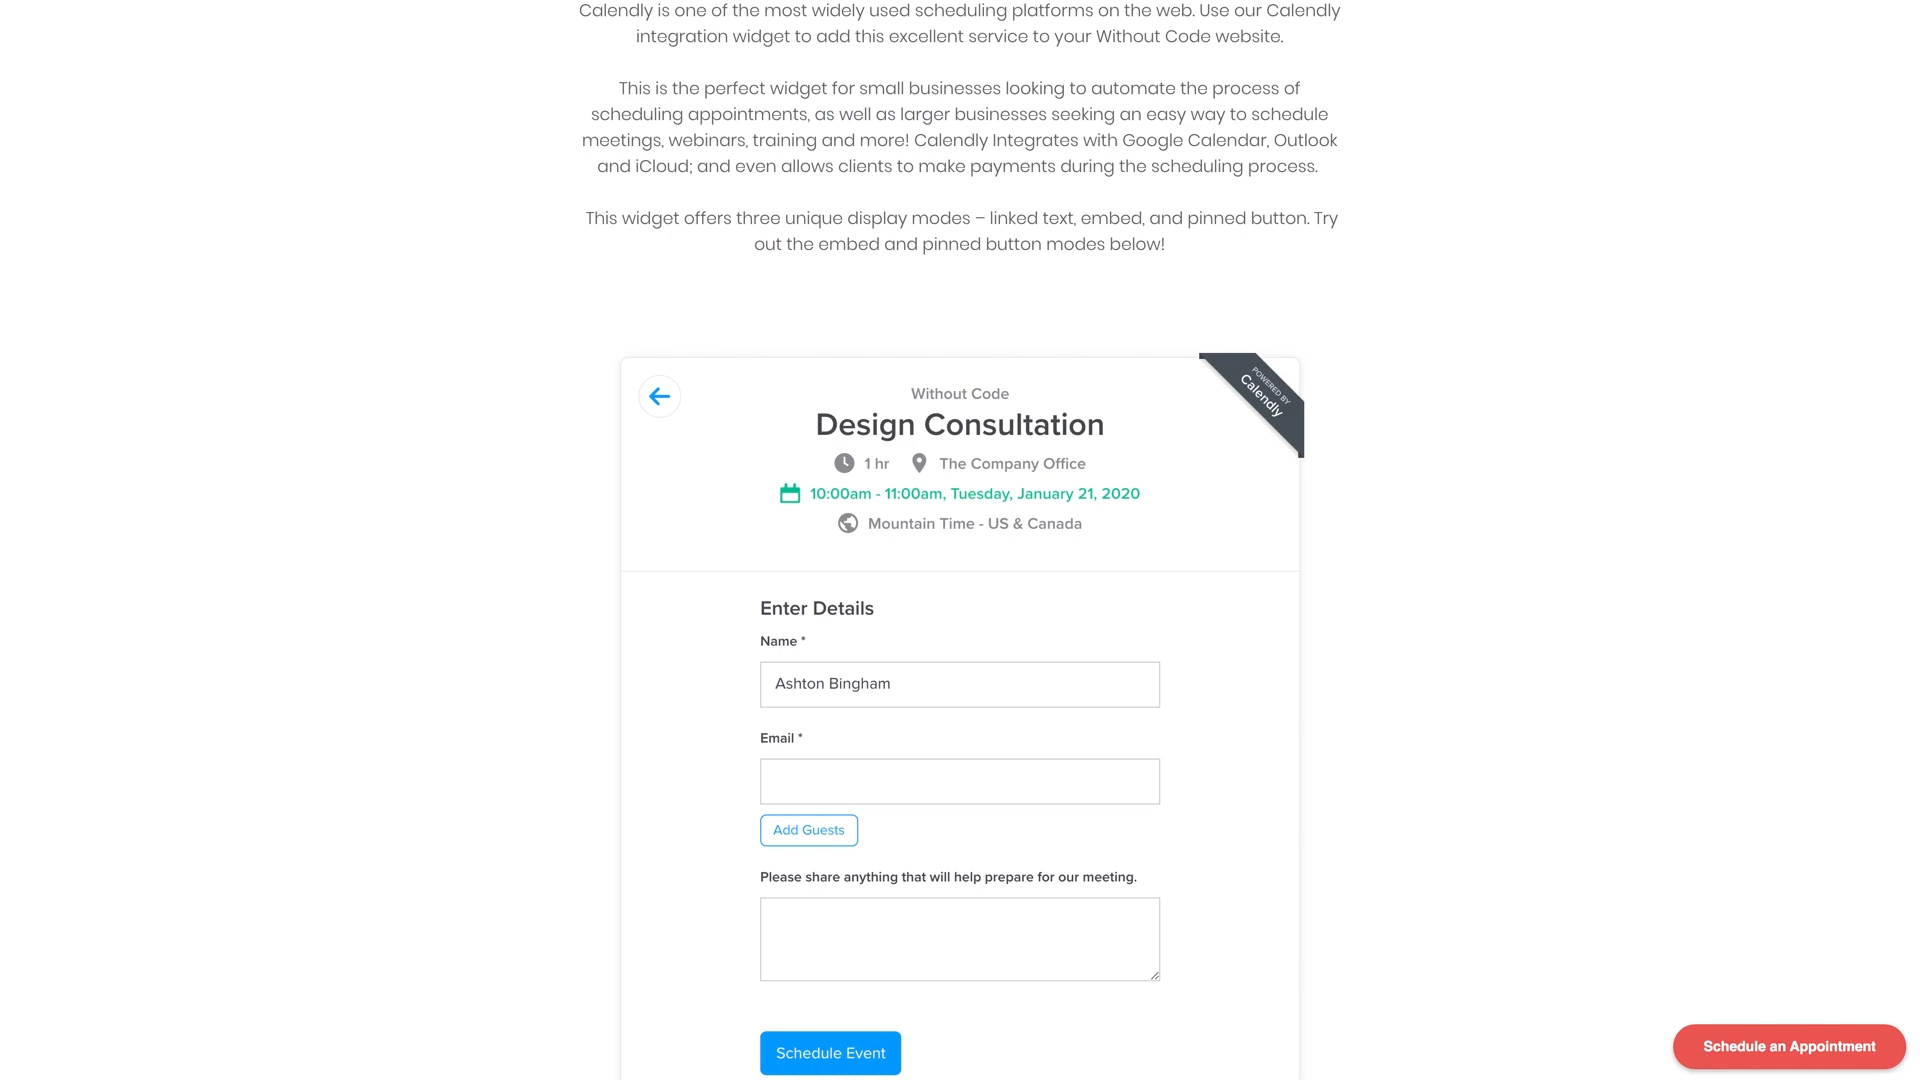 Calendly is one of the most widely used scheduling platforms on the web. Use our Calendly
integration widget to add this excellent service to your Without Code website.
This is the perfect widget for small businesses looking to automate the process of
scheduling appointments, as well as larger businesses seeking an easy way to schedule
meetings, webinars, training and more! Calendly Integrates with Google Calendar, Outlook
and iCloud; and even allows clients to make payments during the scheduling process.
This widget offers three unique display modes – linked text, embed, and pinned button. Try
out the embed and pinned button modes below!
POWERED BY
Calendly
Without Code
Design Consultation
1 hr The Company Office
10:00am - 11:00am, Tuesday, January 21, 2020
Mountain Time - US & Canada
Enter Details
Name *
Ashton Bingham
Email *
Add Guests
Please share anything that will help prepare for our meeting.
Schedule Event
Schedule an Appointment